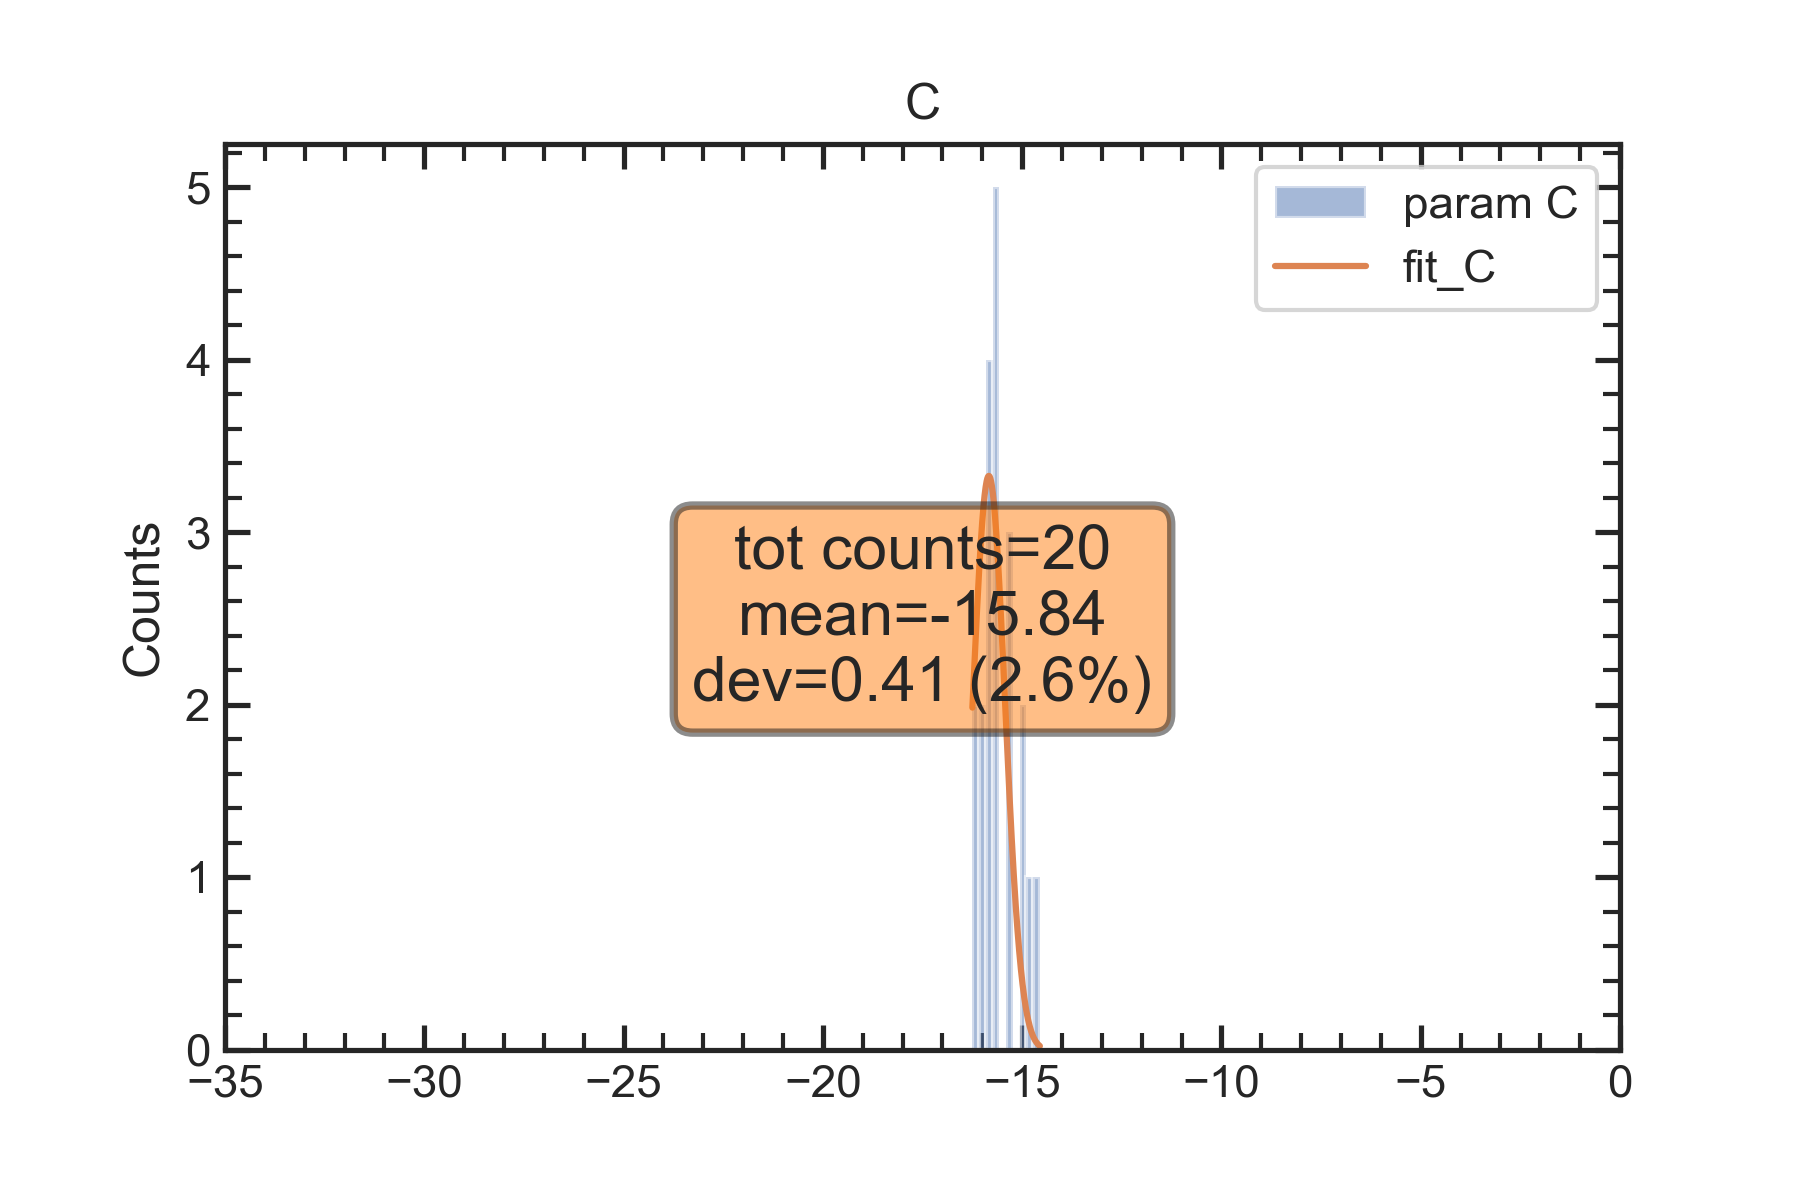 C
param C
fit_C
Counts
5
4
3
2
1
0
tot counts=20
mean=-15.84
dev=0.41 (2.6%)
−35 −30 −25 −20 −15 −10 −5 0